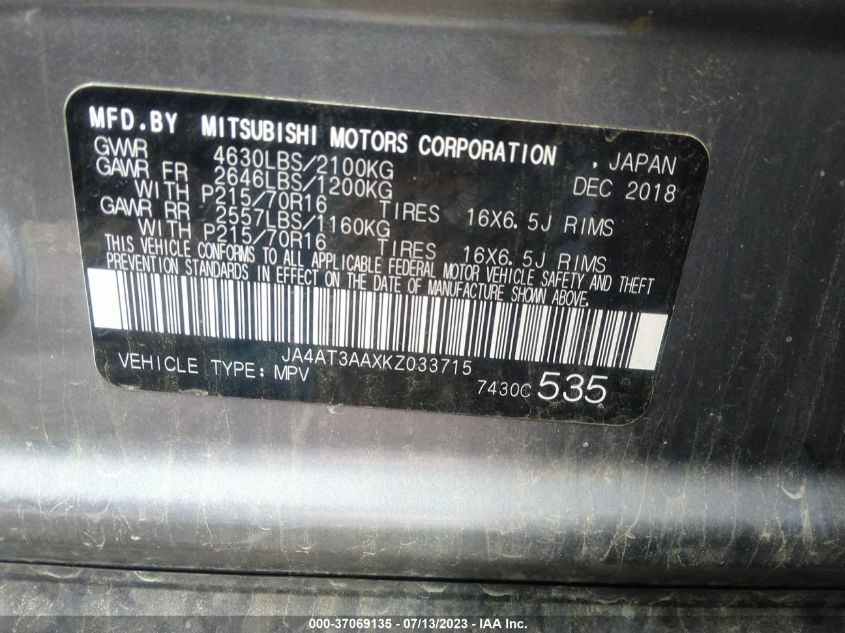 MFD.BY MITSUBISHI MOTORS CORPORATION . JAPAN
GVWR 4630LBS/2100KG DEC 2018
GAWR FR 2646LBS/1200KG
WITH P215/70R16 TIRES 16X6.5J RIMS
GAWR RR 2557LBS/1160KG
WITH P215/70R16 TIRES 16X6.5J RIMS
THIS VEHICLE CONFORMS TO ALL APPLICABLE FEDERAL MOTOR VEHICLE SAFETY AND THEFT
PREVENTION STANDARDS IN EFFECT ON THE DATE OF MANUFACTURE SHOWN ABOVE.
JA4AT3AAXKZ033715
VEHICLE TYPE: MPV 7430C 535
000-37069135 - 07/13/2023 - IAA Inc.